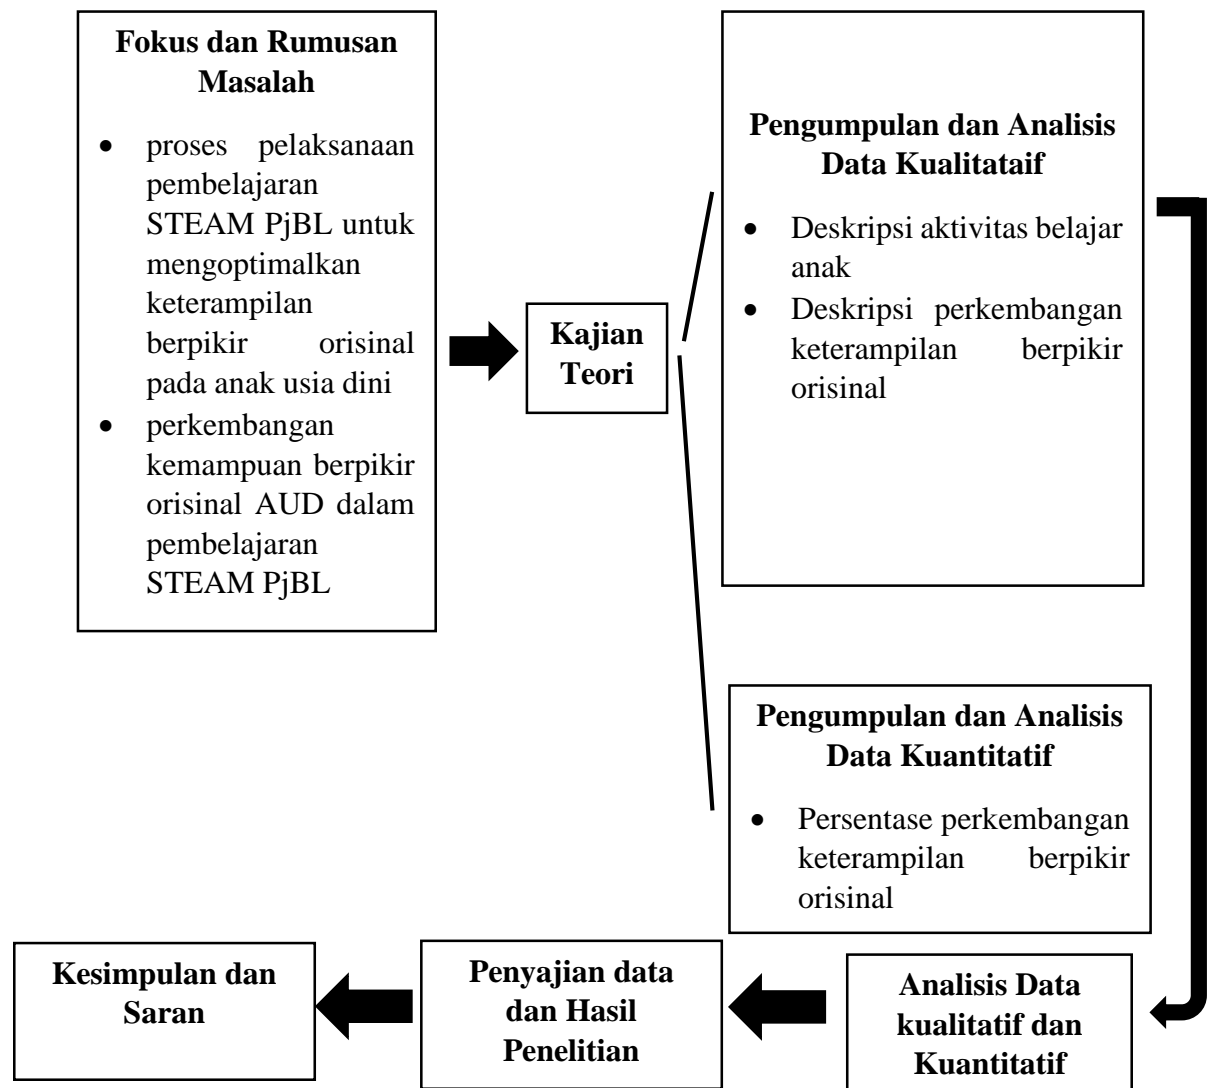 Fokus dan Rumusan
Masalah
• proses pelaksanaan
pembelajaran
STEAM PjBL untuk
mengoptimalkan
keterampilan
berpikir orisinal
pada anak usia dini
• perkembangan
kemampuan berpikir
orisinal AUD dalam
pembelajaran
STEAM PjBL
Kajian
Teori
Pengumpulan dan Analisis
Data Kualitataif
• Deskripsi aktivitas belajar
anak
• Deskripsi perkembangan
keterampilan berpikir
orisinal
Pengumpulan dan Analisis
Data Kuantitatif
• Persentase perkembangan
keterampilan berpikir
orisinal
Analisis Data
kualitatif dan
Kuantitatif
Penyajian data
dan Hasil
Penelitian
Kesimpulan dan
Saran